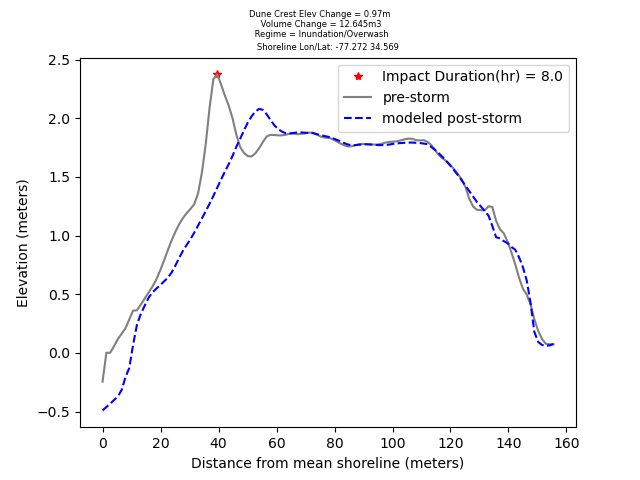 Dune Crest Elev Change = 0.97m
Volume Change = 12.645m3
Regime = Inundation/Overwash
Shoreline Lon/Lat: -77.272 34.569
Impact Duration(hr) = 8.0
pre-storm
modeled post-storm
Elevation (meters)
2.5
2.0
1.5
1.0
0.5
0.0
−0.5
0 20 40 60 80 100 120 140 160
Distance from mean shoreline (meters)